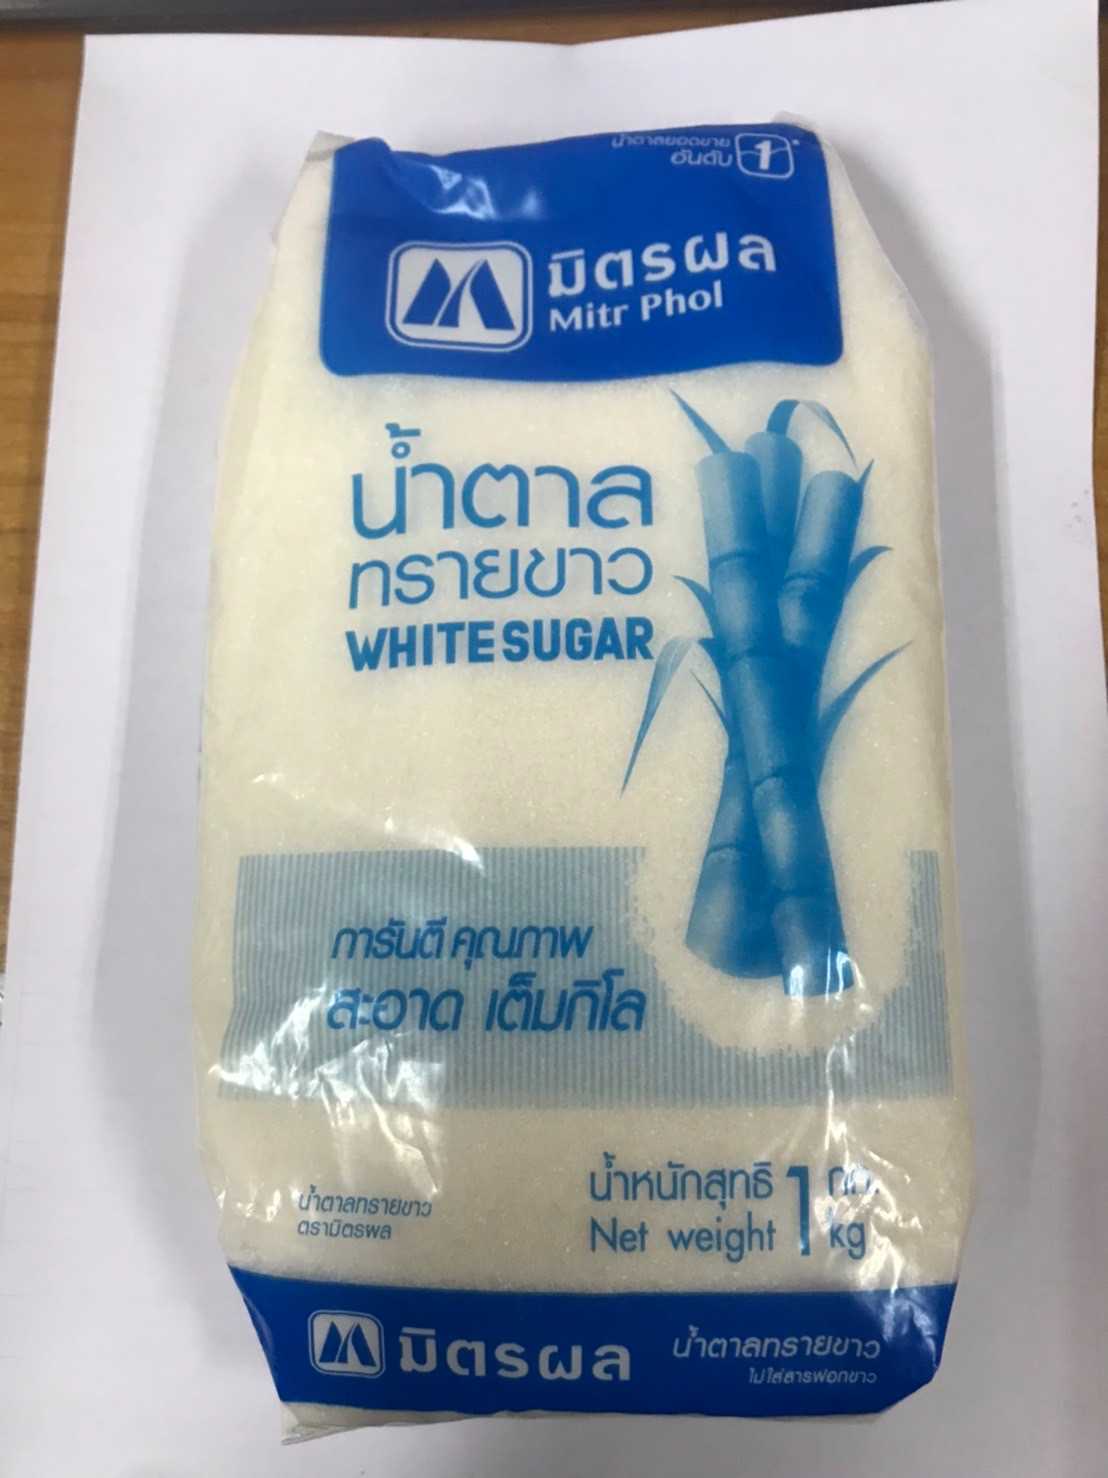 น้ำตาลยอดขาย
อันดับ 1*
มิตรผล
Mitr Phol
น้ำตาล
ทรายขาว
WHITE SUGAR
การันตี คุณภาพ
สะอาด เต็มกิโล
น้ำตาลทรายขาว
ตรามิตรผล
น้ำหนักสุทธิ 1 กก.
Net weight kg
มิตรผล
น้ำตาลทรายขาว
ไม่ใส่สารฟอกขาว